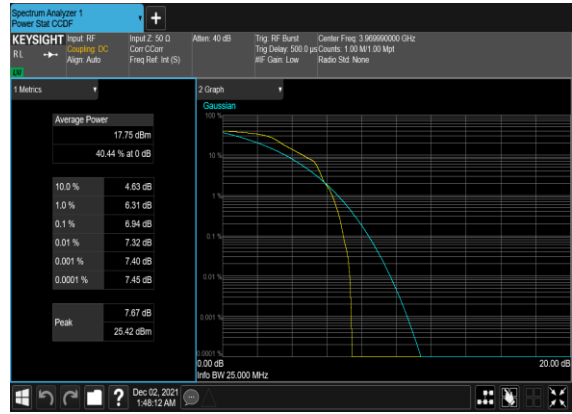 Spectrum Analyzer 1
Power Stat CCDF
+
KEYSIGHT
RL
Input: RF
Coupling: DC
Align: Auto
Input Z: 50 Ω
Corr CCorr
Freq Ref: Int (S)
Atten: 40 dB
Trig: RF Burst
Trig Delay: 500.0 µs
#IF Gain: Low
Center Freq: 3.969990000 GHz
Counts: 1.00 M/1.00 Mpt
Radio Std: None
1 Metrics
Average Power
17.75 dBm
40.44 % at 0 dB
10.0 % 4.63 dB
1.0 % 6.31 dB
0.1 % 6.94 dB
0.01 % 7.32 dB
0.001 % 7.40 dB
0.0001 % 7.45 dB
Peak
7.67 dB
25.42 dBm
2 Graph
Gaussian
100 %
10 %
1 %
0.1 %
0.01 %
0.001 %
0.0001 %
0.00 dB
20.00 dB
Info BW 25.000 MHz
?
Dec 02, 2021
1:48:12 AM